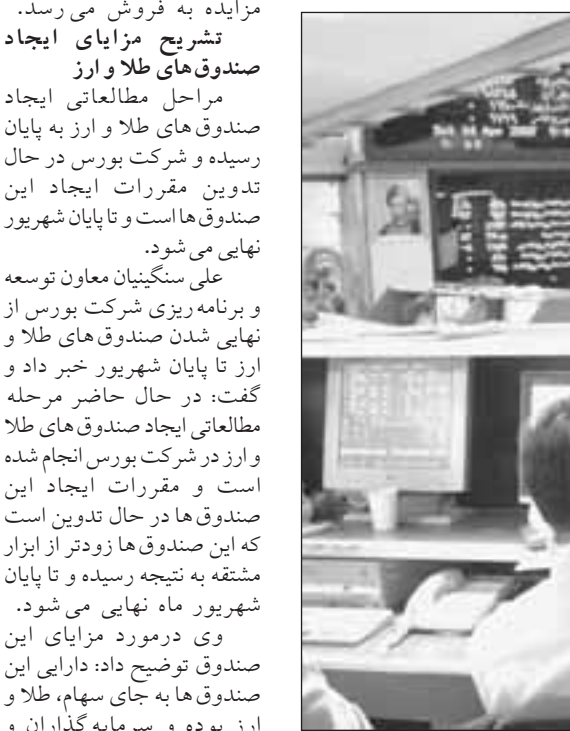 مزایده به فروش می‌رسد.
تشریح مزایای ایجاد
صندوق‌های طلا و ارز
مراحل مطالعاتی ایجاد
صندوق‌های طلا و ارز به پایان
رسیده و شرکت بورس در حال
تدوین مقررات ایجاد این
صندوق‌ها است و تا پایان شهریور
نهایی می‌شود.
علی سنگینیان معاون توسعه
و برنامه‌ریزی شرکت بورس از
نهایی شدن صندوق‌های طلا و
ارز تا پایان شهریور خبر داد و
گفت: در حال حاضر مرحله
مطالعاتی ایجاد صندوق‌های طلا
و ارز در شرکت بورس انجام شده
است و مقررات ایجاد این
صندوق‌ها در حال تدوین است
که این صندوق‌ها زودتر از ابزار
مشتقه به نتیجه رسیده و تا پایان
شهریور ماه نهایی می‌شود.
وی درمورد مزایای این
صندوق توضیح داد: دارایی این
صندوق‌ها به جای سهام، طلا و
ارز بوده و سرمایه‌گذاران و